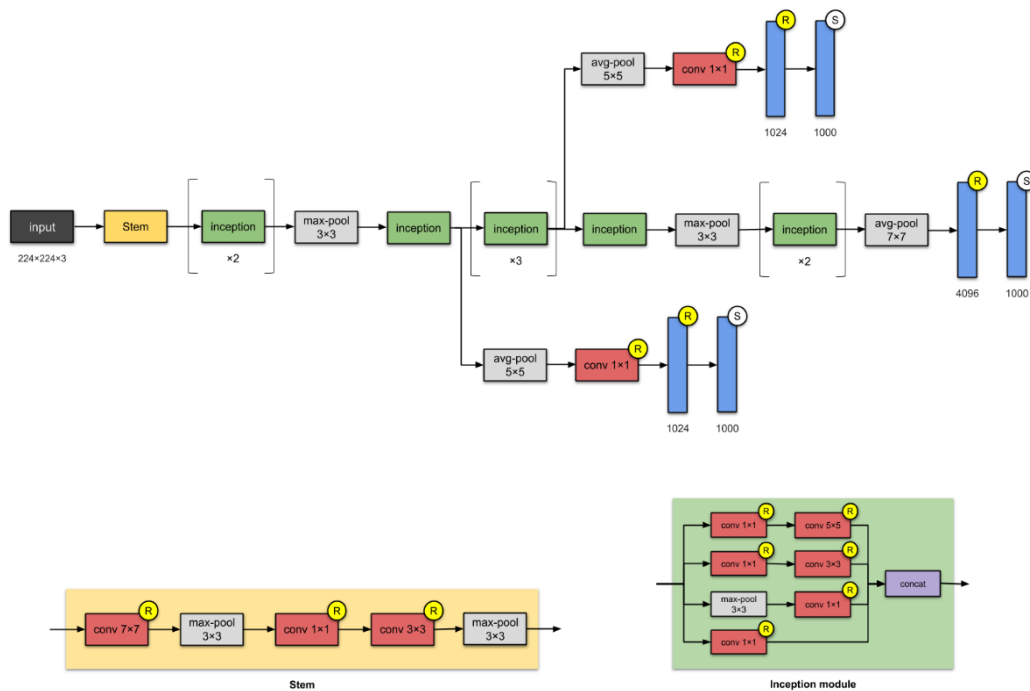 R
S
avg-pool
5×5
conv 1×1
R
1024
1000
input
224×224×3
Stem
inception
×2
max-pool
3×3
inception
inception
×3
inception
max-pool
3×3
inception
×2
avg-pool
7×7
R
S
4096
1000
avg-pool
5×5
conv 1×1
R
R
S
1024
1000
conv 7×7
R
max-pool
3×3
conv 1×1
R
conv 3×3
R
max-pool
3×3
Stem
conv 1×1
R
conv 5×5
R
conv 1×1
R
conv 3×3
R
max-pool
3×3
conv 1×1
R
conv 1×1
R
concat
Inception module